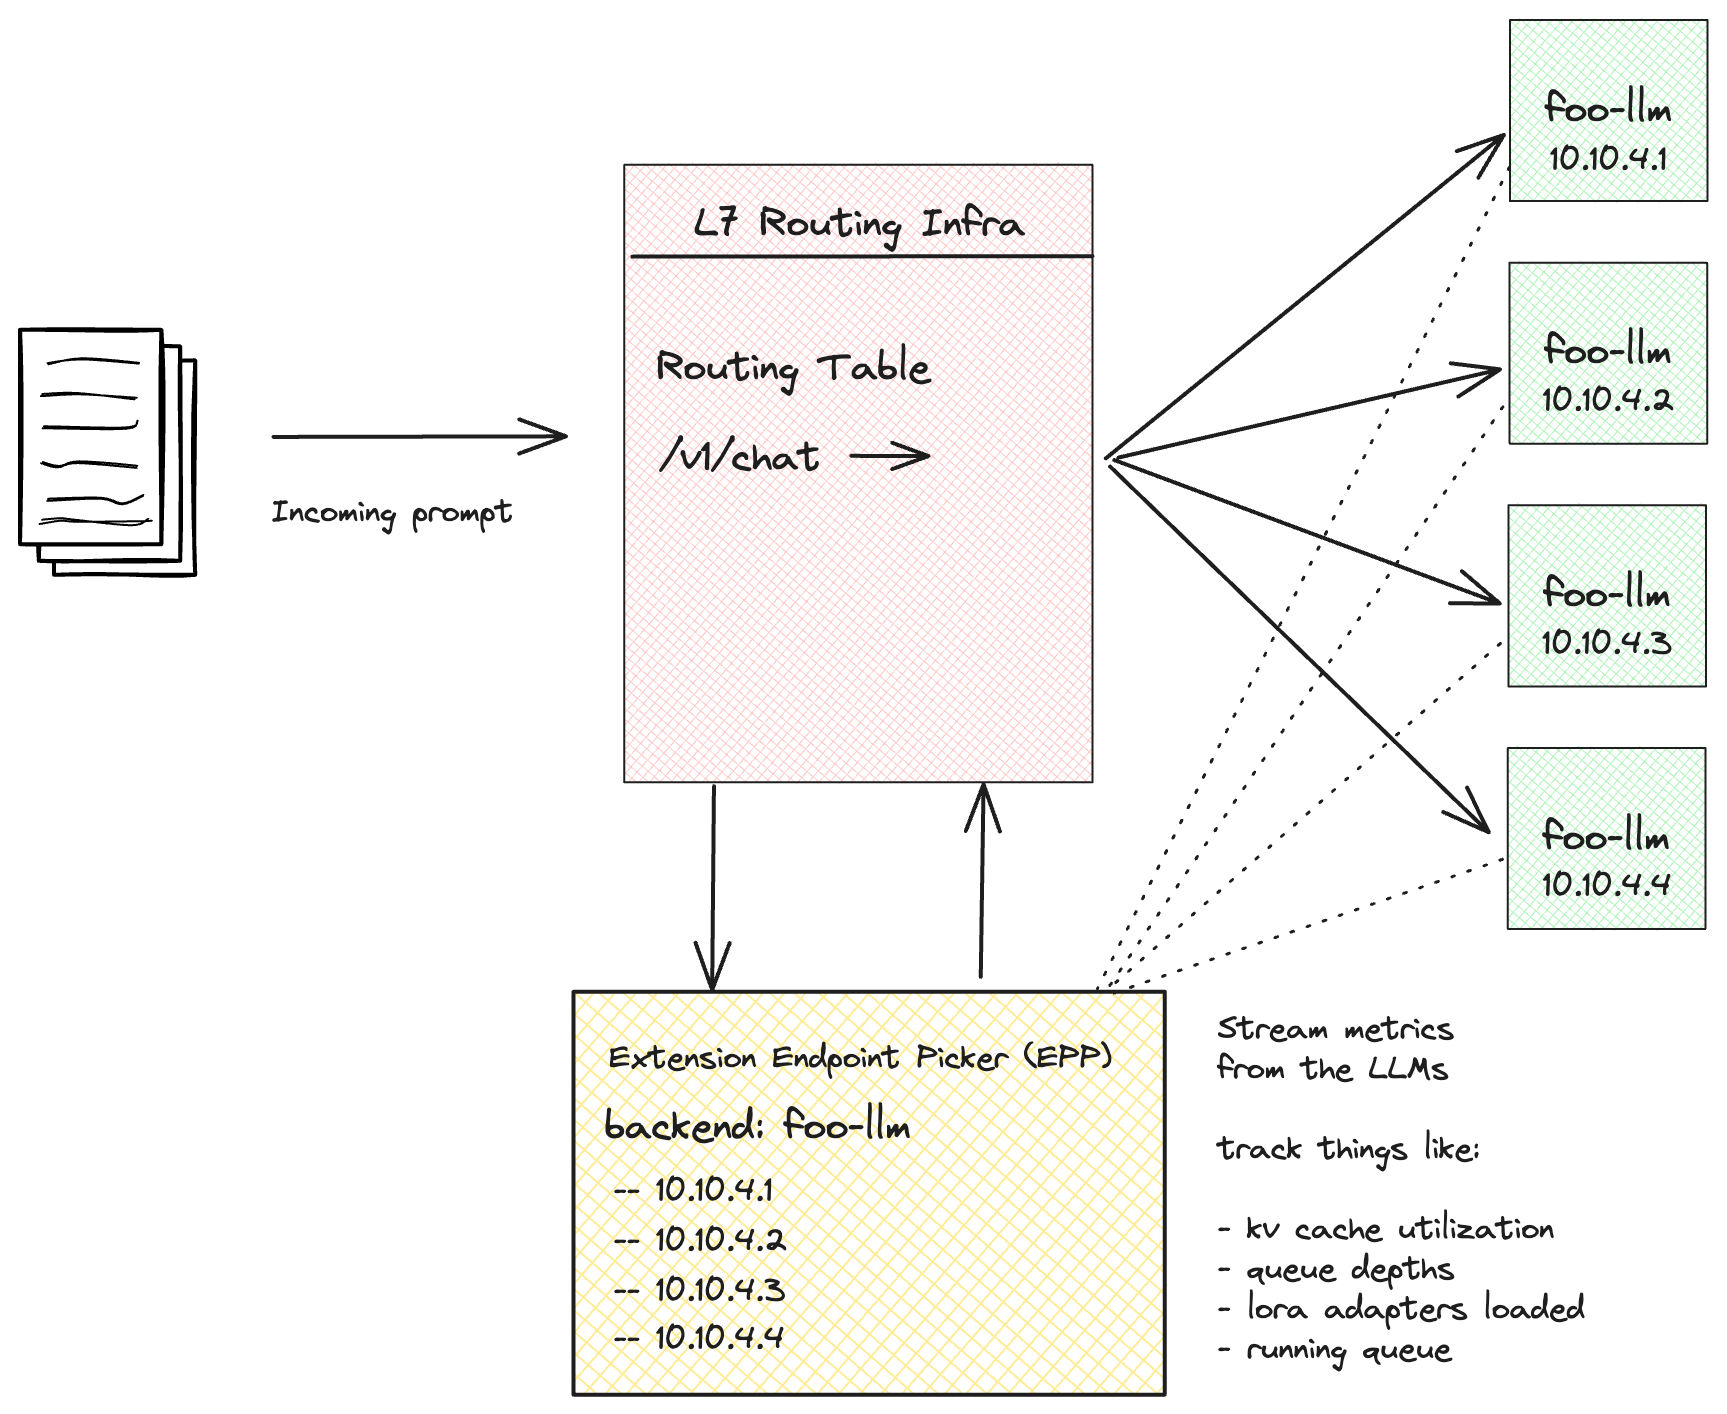 L7 Routing Infra
Routing Table
/v1/chat
Incoming prompt
foo-llm
10.10.4.1
foo-llm
10.10.4.2
foo-llm
10.10.4.3
foo-llm
10.10.4.4
Extension Endpoint Picker (EPP)
backend: foo-llm
-- 10.10.4.1
-- 10.10.4.2
-- 10.10.4.3
-- 10.10.4.4
Stream metrics
from the LLMs
track things like:
- kv cache utilization
- queue depths
- lora adapters loaded
- running queue